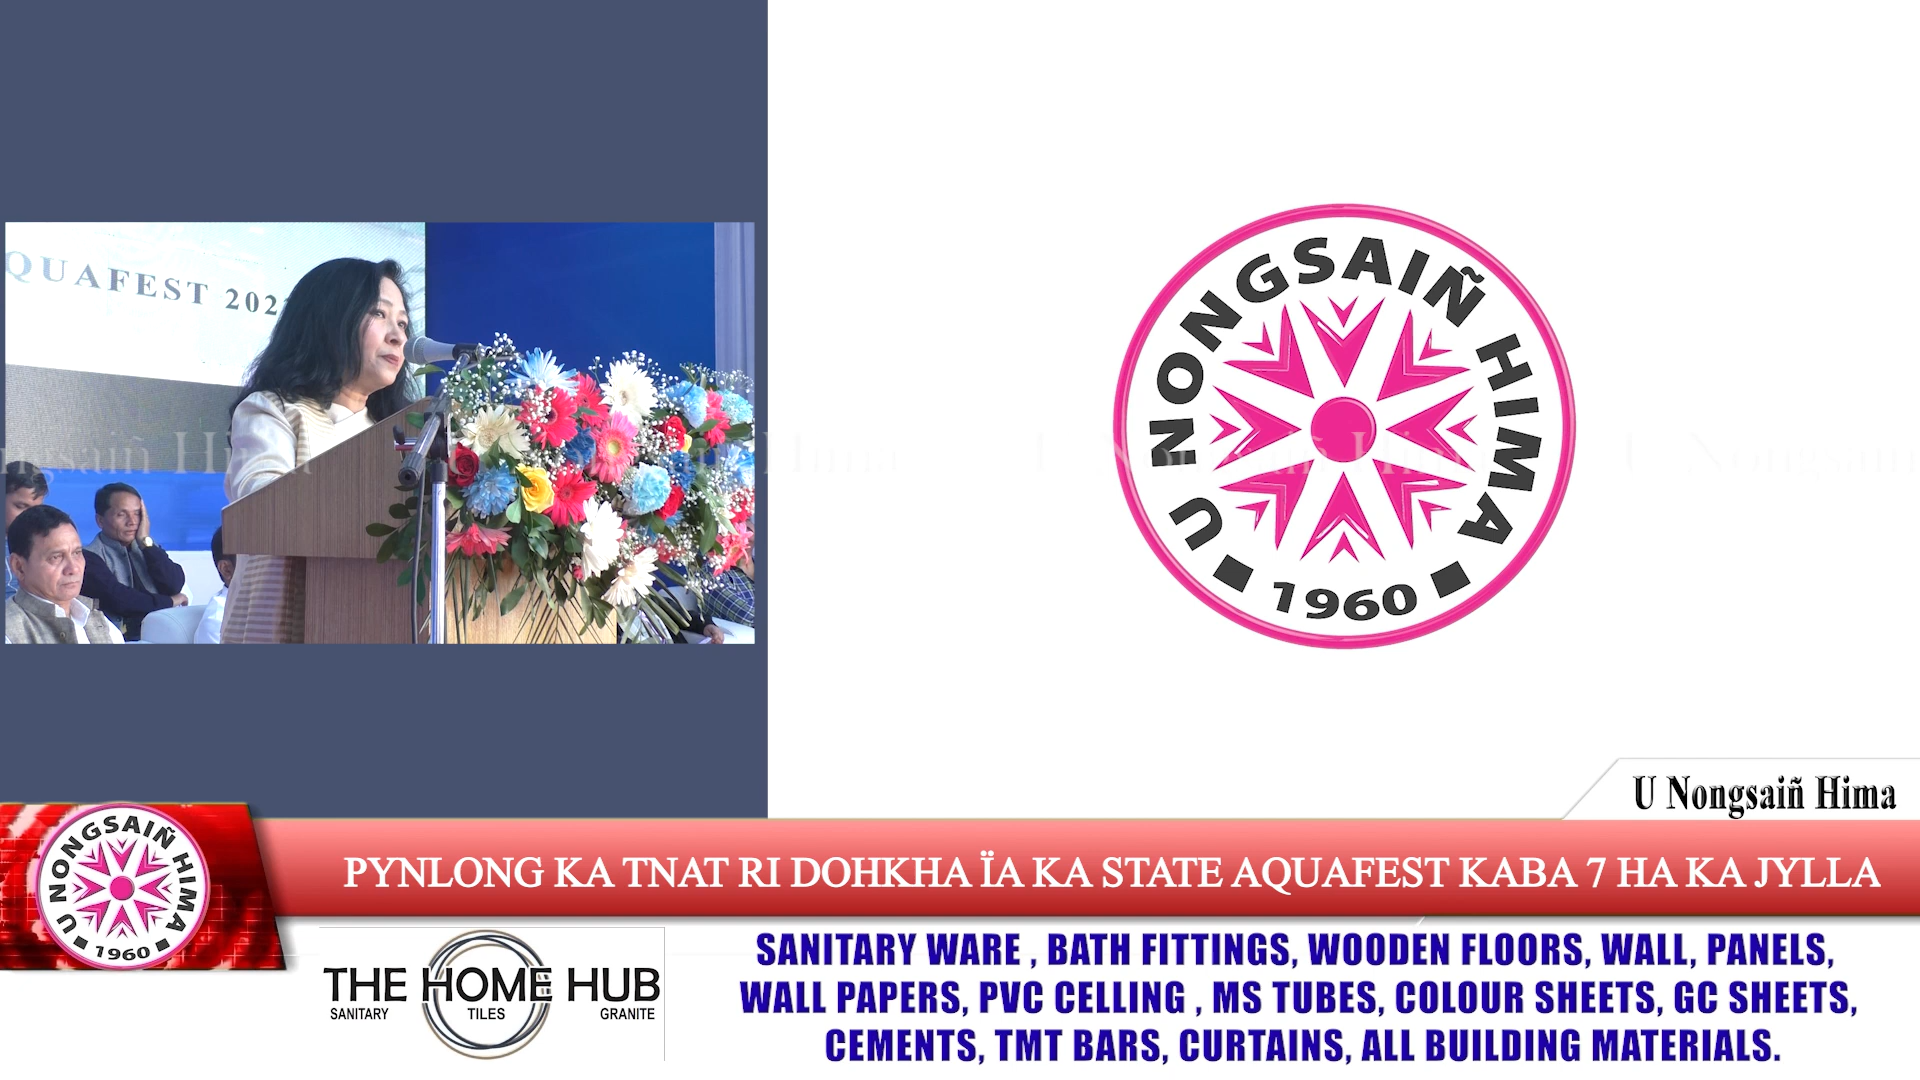 QUAFEST 202
U NONGSAIÑ HIMA
1960
U Nongsaiñ Hima
U NONGSAIÑ HIMA
1960
PYNLONG KA TNAT RI DOHKHA ÏA KA STATE AQUAFEST KABA 7 HA KA JYLLA
THE HOME HUB
SANITARY TILES GRANITE
SANITARY WARE , BATH FITTINGS, WOODEN FLOORS, WALL, PANELS,
WALL PAPERS, PVC CELLING , MS TUBES, COLOUR SHEETS, GC SHEETS,
CEMENTS, TMT BARS, CURTAINS, ALL BUILDING MATERIALS.